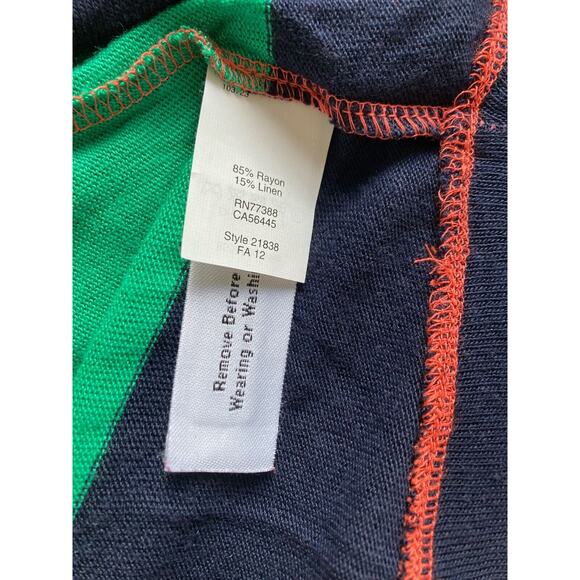 85% Rayon
15% Linen
RN77388
CA56445
Style 21838
FA 12
Remove Before
Wearing or Washi